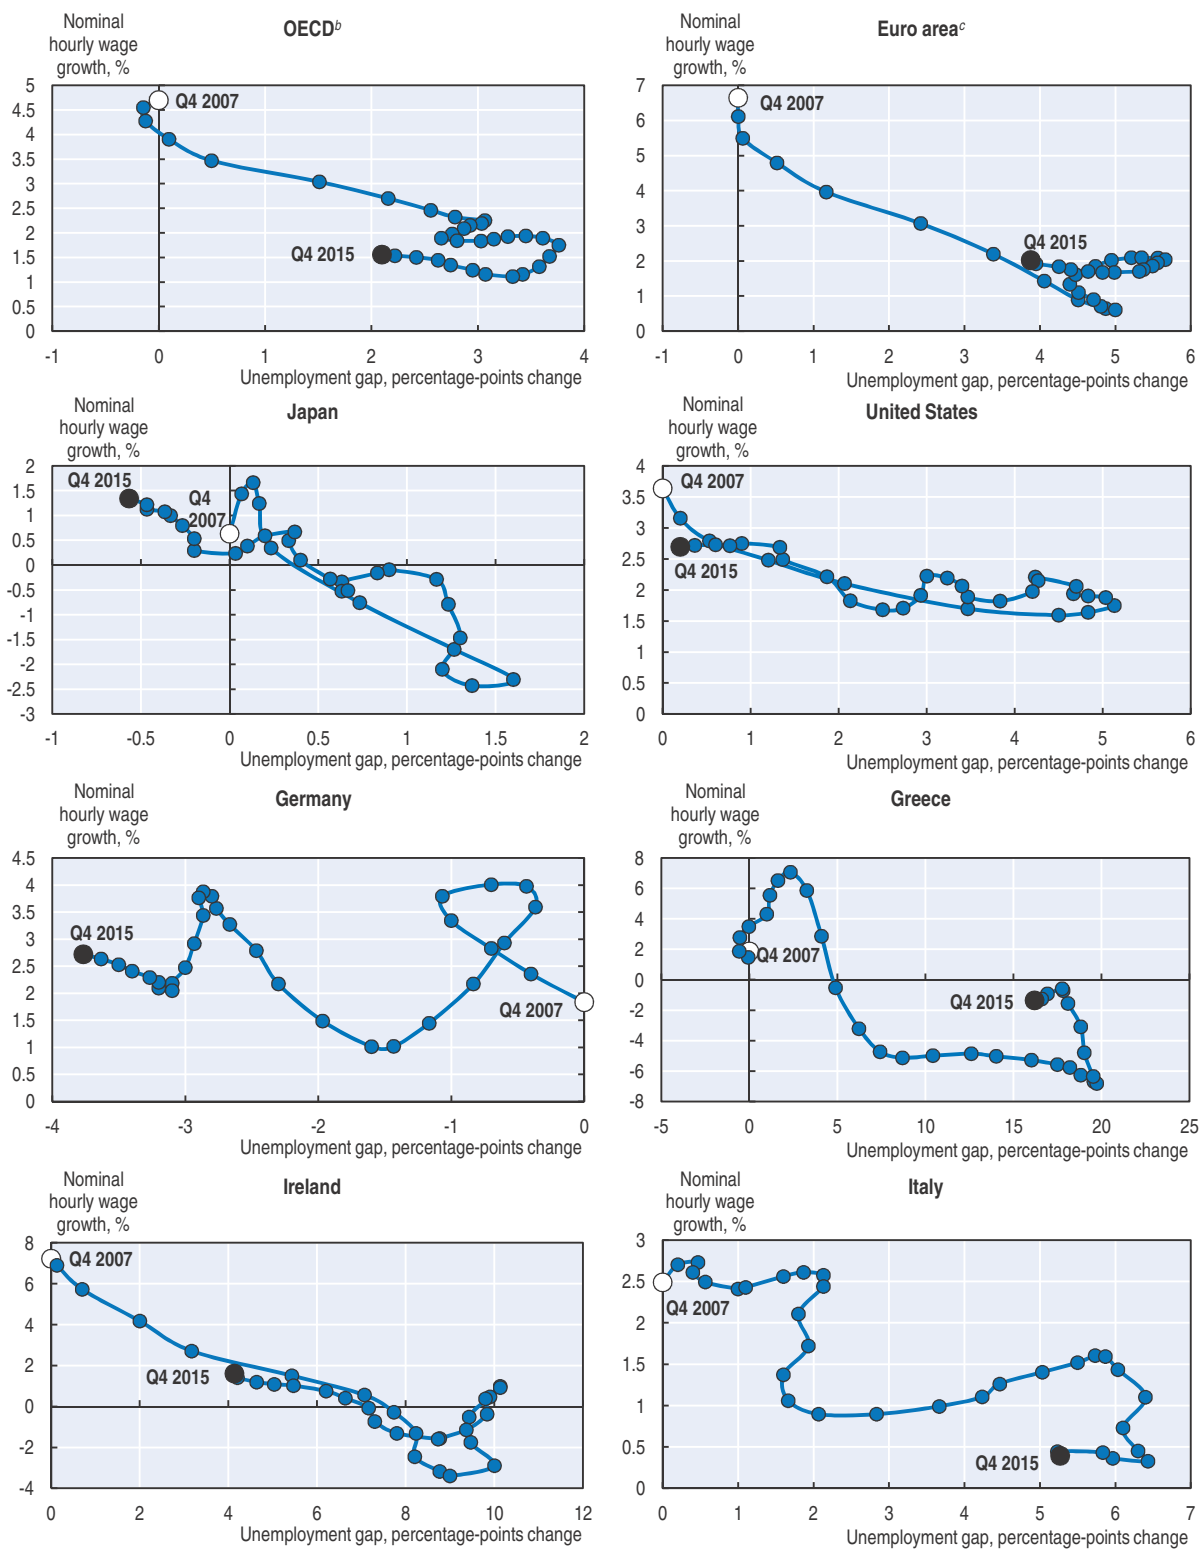 Nominal
hourly wage
growth, %
OECDb
5
4.5
4
3.5
3
2.5
2
1.5
1
0.5
0
Q4 2007
Q4 2015
-1
0
1
2
3
4
Unemployment gap, percentage-points change
Nominal
hourly wage
growth, %
Euro areac
7
6
5
4
3
2
1
0
Q4 2007
Q4 2015
-1
0
1
2
3
4
5
6
Unemployment gap, percentage-points change
Nominal
hourly wage
growth, %
Japan
2
1.5
1
0.5
0
-0.5
-1
-1.5
-2
-2.5
-3
Q4 2015
Q4
2007
-1
-0.5
0
0.5
1
1.5
2
Unemployment gap, percentage-points change
Nominal
hourly wage
growth, %
United States
4
3.5
3
2.5
2
1.5
1
0.5
0
Q4 2007
Q4 2015
0
1
2
3
4
5
6
Unemployment gap, percentage-points change
Nominal
hourly wage
growth, %
Germany
4.5
4
3.5
3
2.5
2
1.5
1
0.5
0
Q4 2015
Q4 2007
-4
-3
-2
-1
0
Unemployment gap, percentage-points change
Nominal
hourly wage
growth, %
Greece
8
6
4
2
0
-2
-4
-6
-8
Q4 2007
Q4 2015
-5
0
5
10
15
20
25
Unemployment gap, percentage-points change
Nominal
hourly wage
growth, %
Ireland
8
6
4
2
0
-2
-4
Q4 2007
Q4 2015
0
2
4
6
8
10
12
Unemployment gap, percentage-points change
Nominal
hourly wage
growth, %
Italy
3
2.5
2
1.5
1
0.5
0
Q4 2007
Q4 2015
0
1
2
3
4
5
6
7
Unemployment gap, percentage-points change